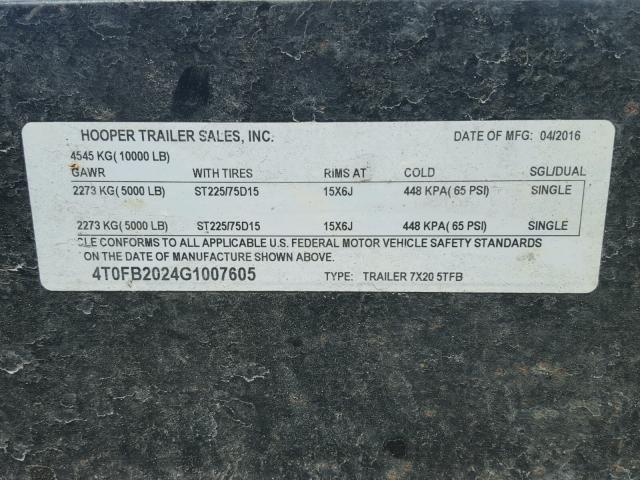 HOOPER TRAILER SALES, INC. DATE OF MFG: 04/2016
4545 KG( 10000 LB)
GAWR WITH TIRES RIMS AT COLD SGL/DUAL
2273 KG( 5000 LB) ST225/75D15 15X6J 448 KPA( 65 PSI) SINGLE
2273 KG( 5000 LB) ST225/75D15 15X6J 448 KPA( 65 PSI) SINGLE
CLE CONFORMS TO ALL APPLICABLE U.S. FEDERAL MOTOR VEHICLE SAFETY STANDARDS
ON THE DATE OF MANUFACTURE SHOWN ABOVE.
4T0FB2024G1007605 TYPE: TRAILER 7X20 5TFB